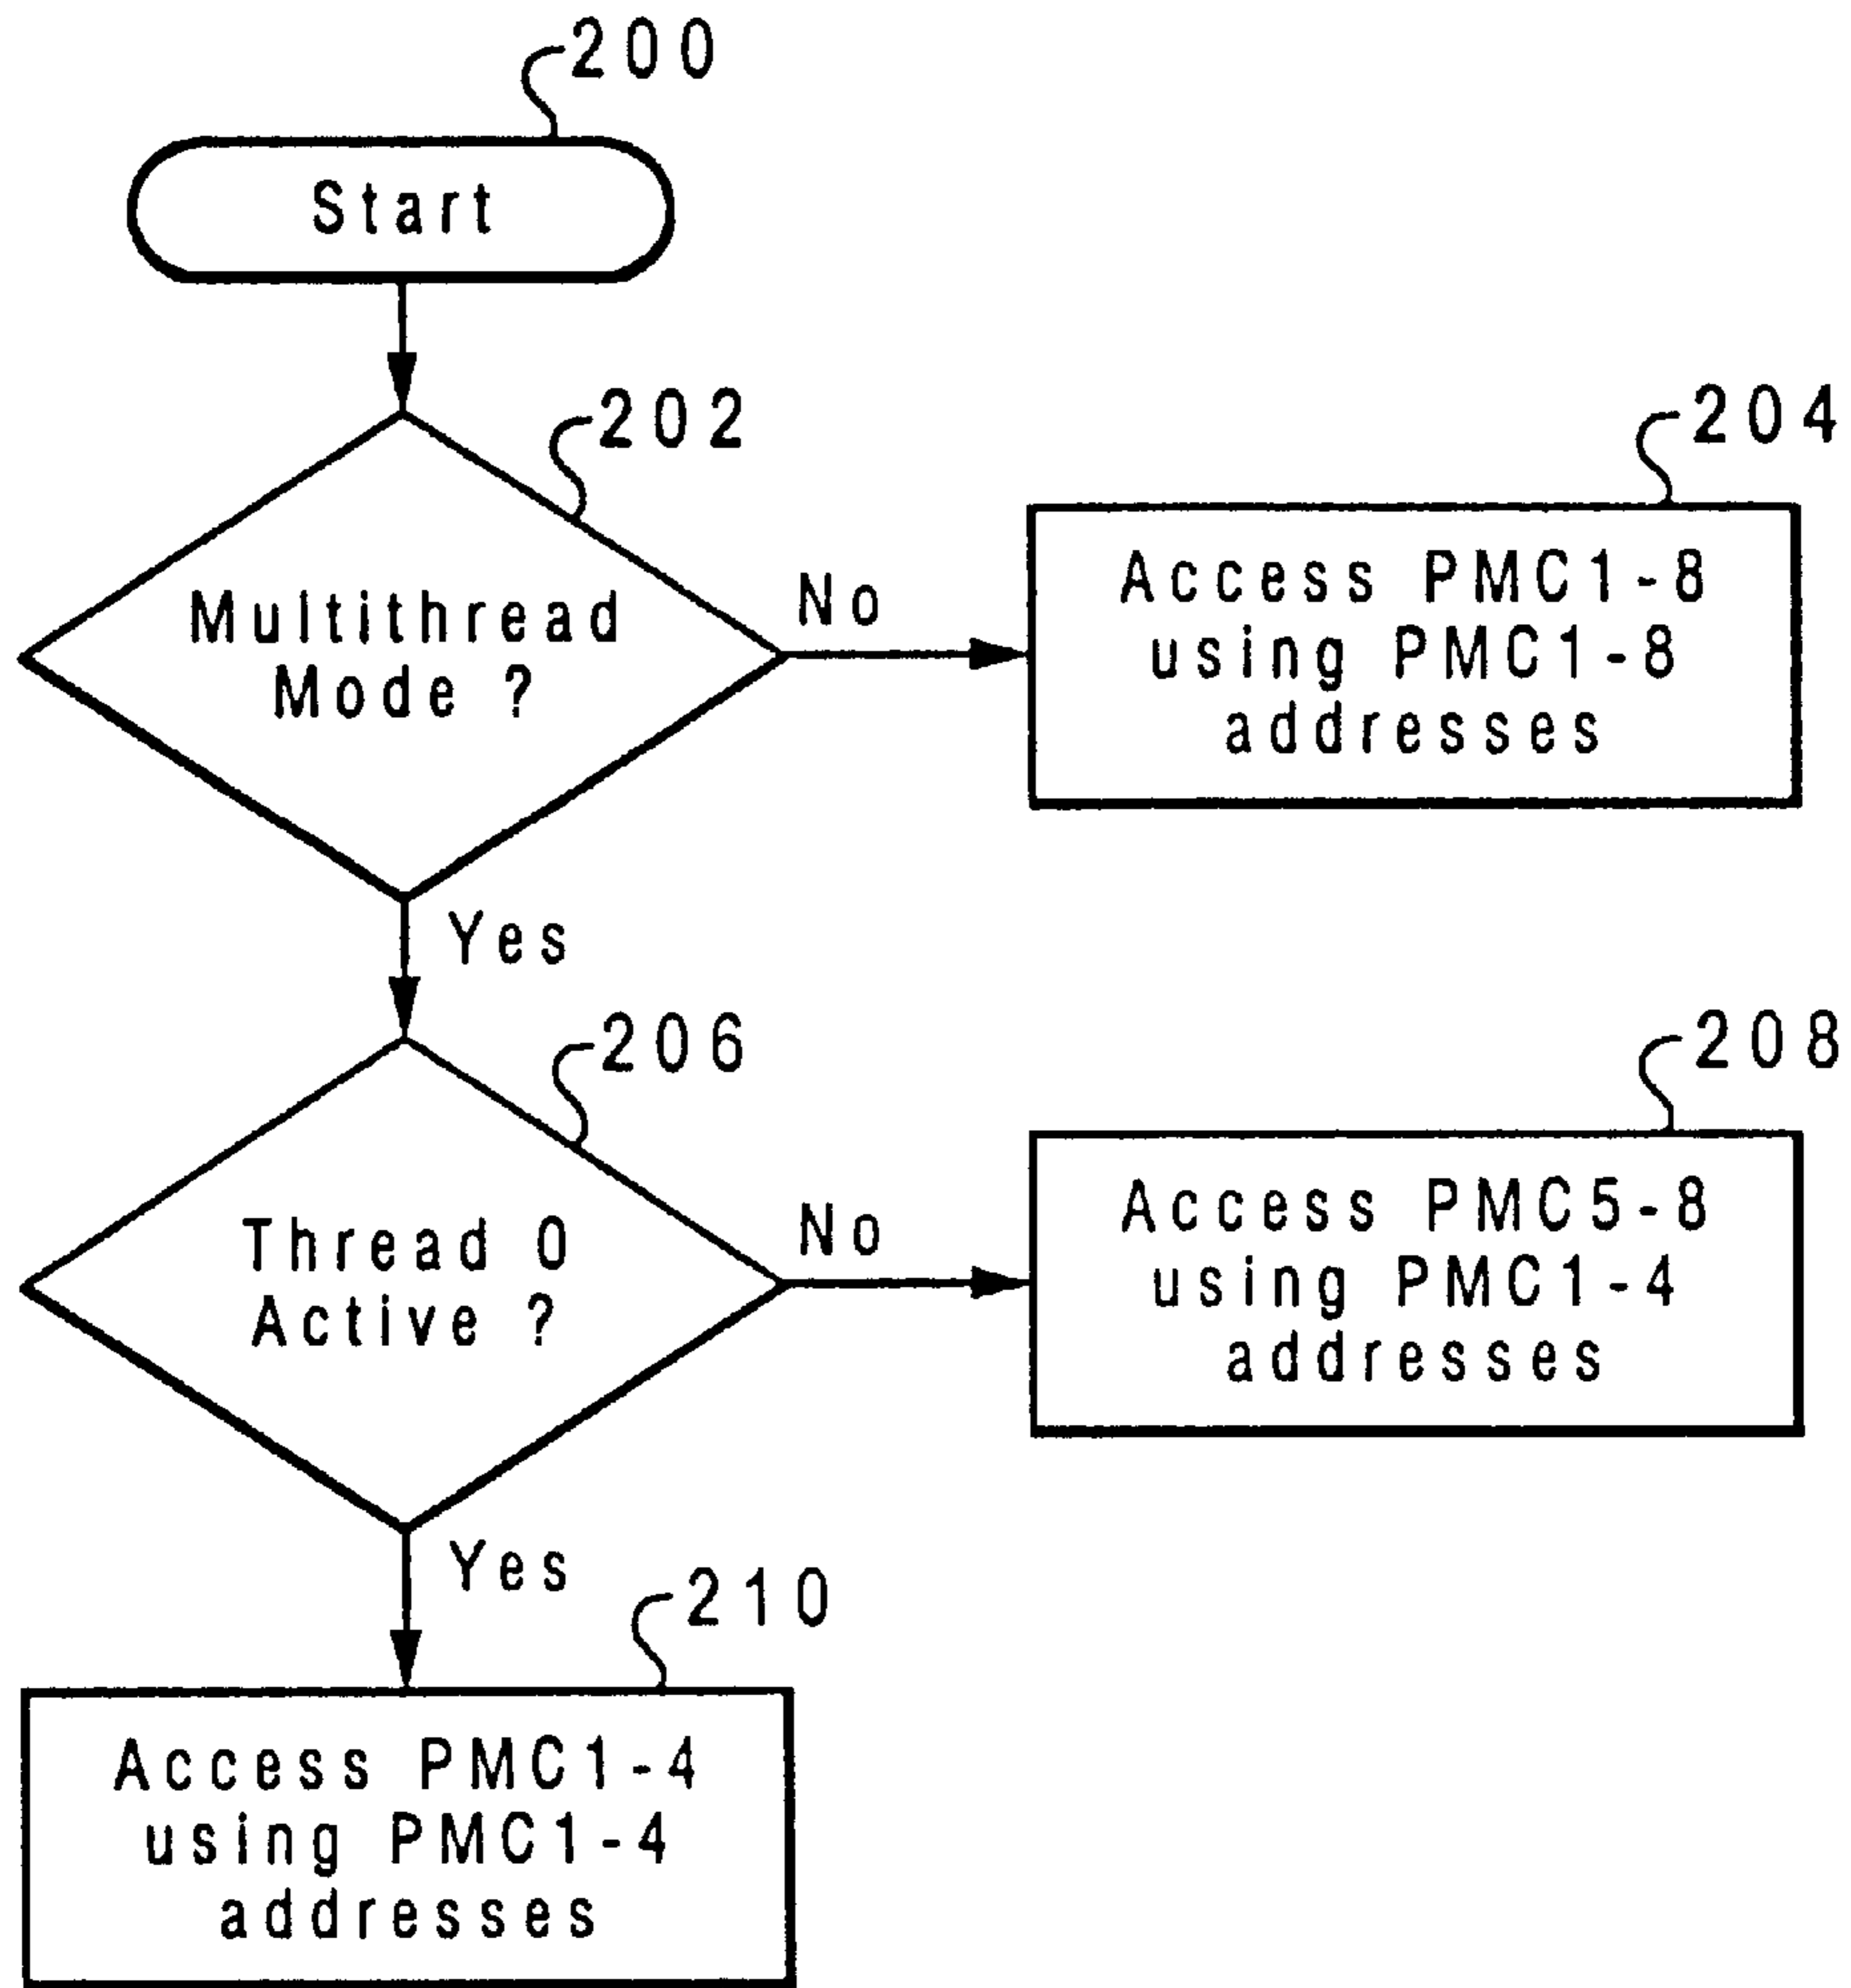 200
Start
202
Multithread
Mode ?
No
204
Access PMC1-8
using PMC1-8
addresses
Yes
206
Thread 0
Active ?
No
208
Access PMC5-8
using PMC1-4
addresses
Yes
210
Access PMC1-4
using PMC1-4
addresses